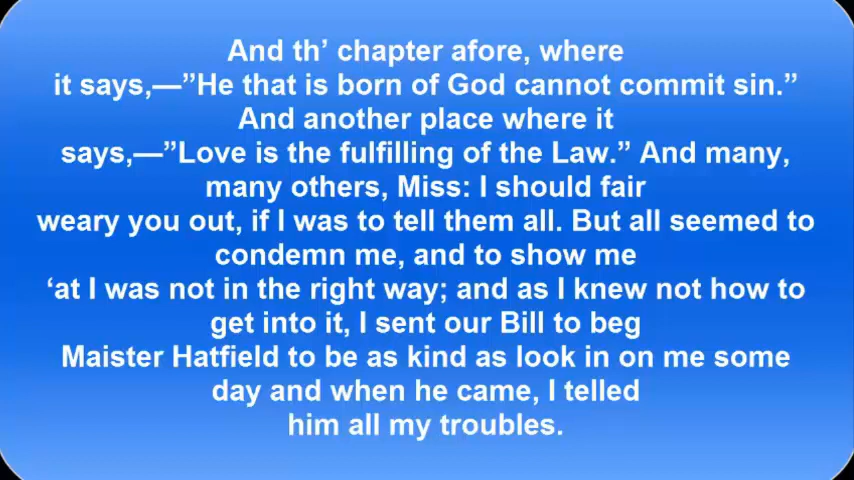 And th’ chapter afore, where
it says,—”He that is born of God cannot commit sin.”
And another place where it
says,—”Love is the fulfilling of the Law.” And many,
many others, Miss: I should fair
weary you out, if I was to tell them all. But all seemed to
condemn me, and to show me
‘at I was not in the right way; and as I knew not how to
get into it, I sent our Bill to beg
Maister Hatfield to be as kind as look in on me some
day and when he came, I telled
him all my troubles.